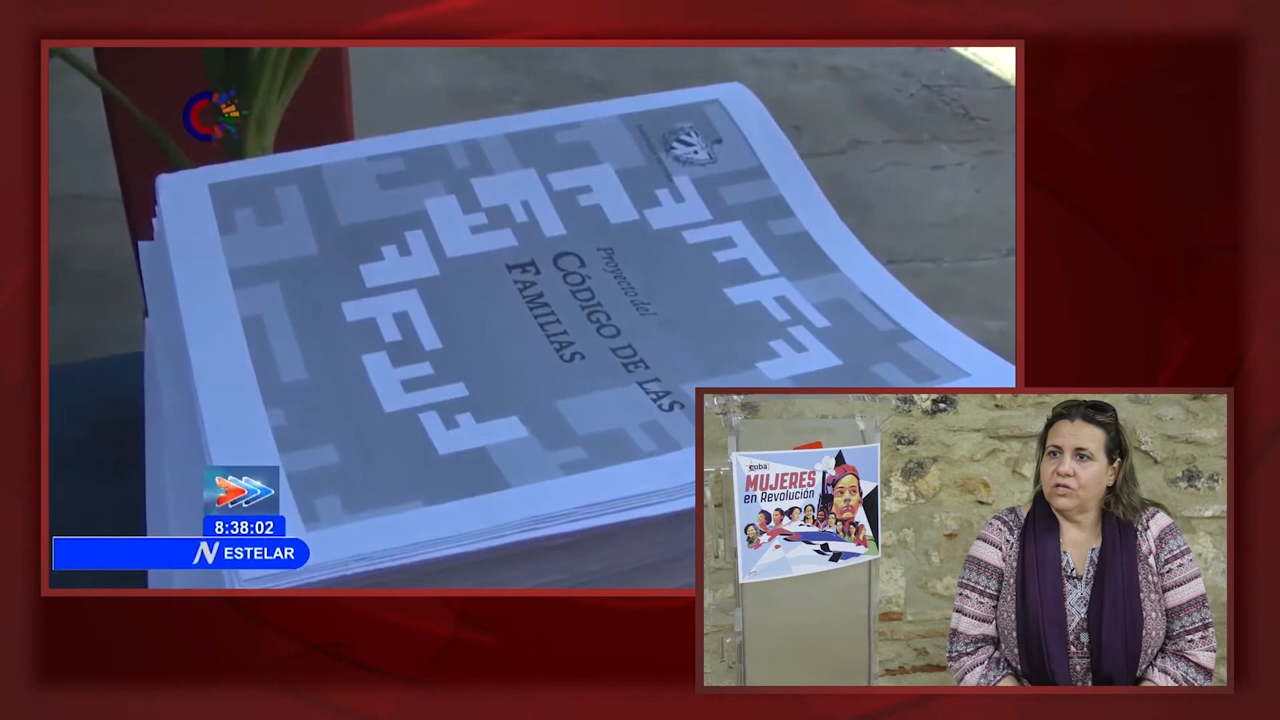 Proyecto del
CÓDIGO DE LAS
FAMILIAS
8:38:02
N ESTELAR
cuba
MUJERES
en Revolución